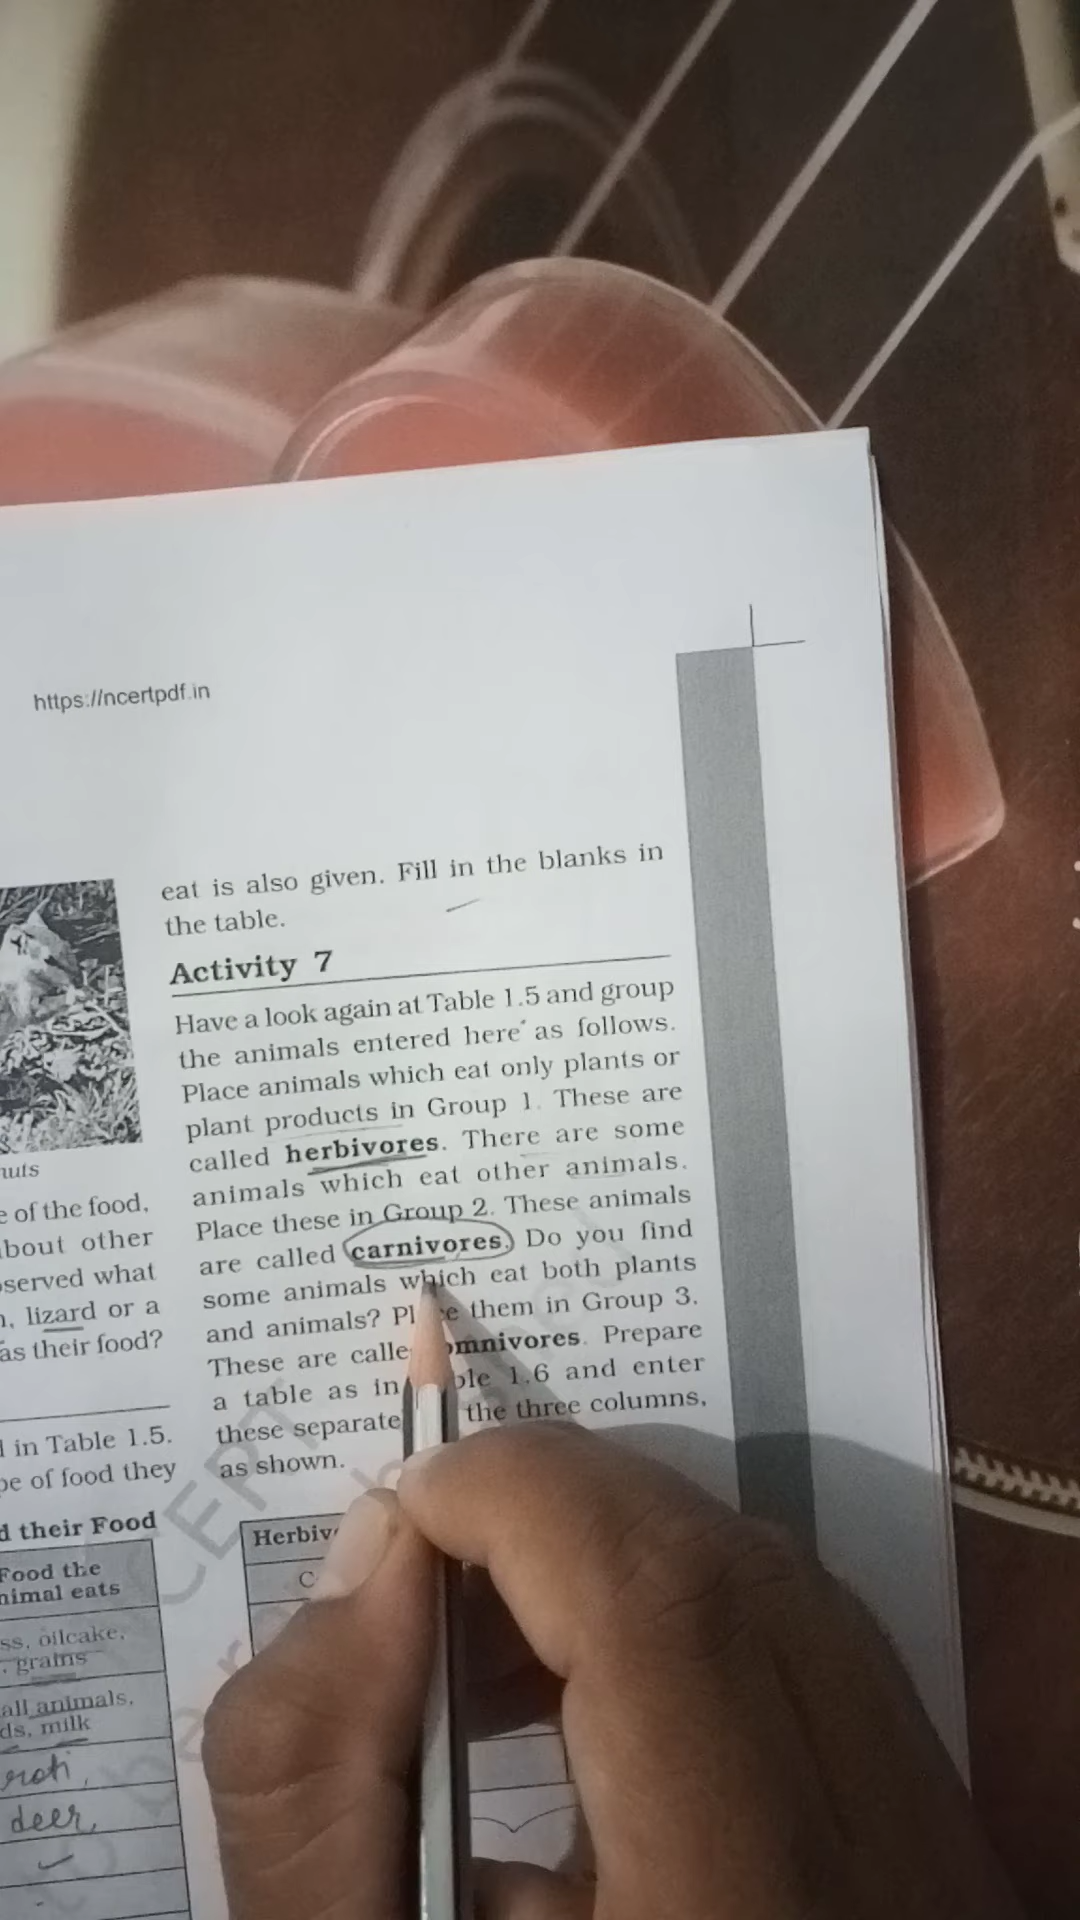 https://ncertpdf.in
nuts
e of the food,
about other
served what
, lizard or a
as their food?
in Table 1.5.
pe of food they
d their Food
Food the
nimal eats
ss, oilcake,
grains
all animals,
ds, milk
roti,
deer,
eat is also given. Fill in the blanks in
the table.
Activity 7
Have a look again at Table 1.5 and group
the animals entered here as follows.
Place animals which eat only plants or
plant products in Group 1. These are
called herbivores. There are some
animals which eat other animals.
Place these in Group 2. These animals
are called carnivores. Do you find
some animals which eat both plants
and animals? Pl e them in Group 3.
These are calle omnivores. Prepare
a table as in ble 1.6 and enter
these separate the three columns,
as shown.
Herbiv
C
NCERT